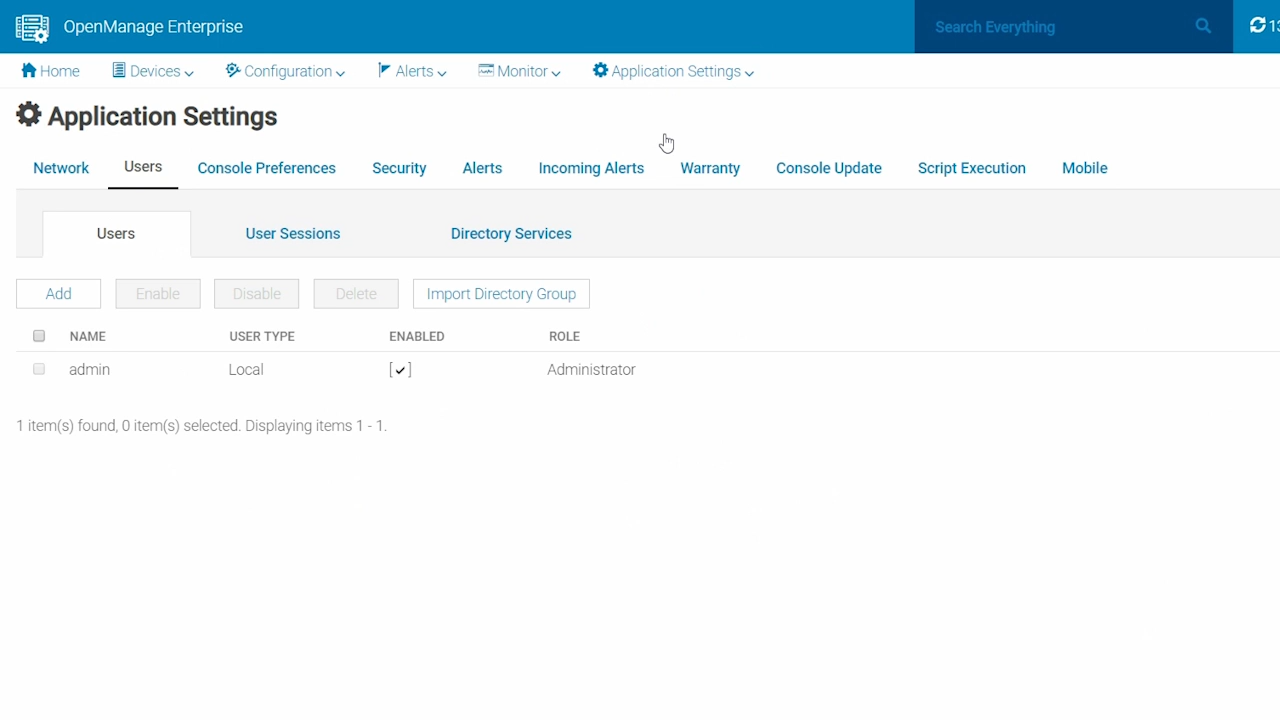 OpenManage Enterprise
Search Everything
13
Home Devices Configuration Alerts Monitor Application Settings
Application Settings
Network Users Console Preferences Security Alerts Incoming Alerts Warranty Console Update Script Execution Mobile
Users User Sessions Directory Services
Add Enable Disable Delete Import Directory Group
NAME USER TYPE ENABLED ROLE
admin Local [✓] Administrator
1 item(s) found, 0 item(s) selected. Displaying items 1 - 1.